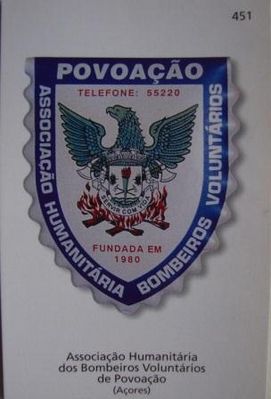 451
POVOAÇÃO
TELEFONE: 55220
ASSOCIAÇÃO HUMANITÁRIA BOMBEIROS VOLUNTÁRIOS
FUNDADA EM
1980
Associação Humanitária
dos Bombeiros Voluntários
de Povoação
(Açores)